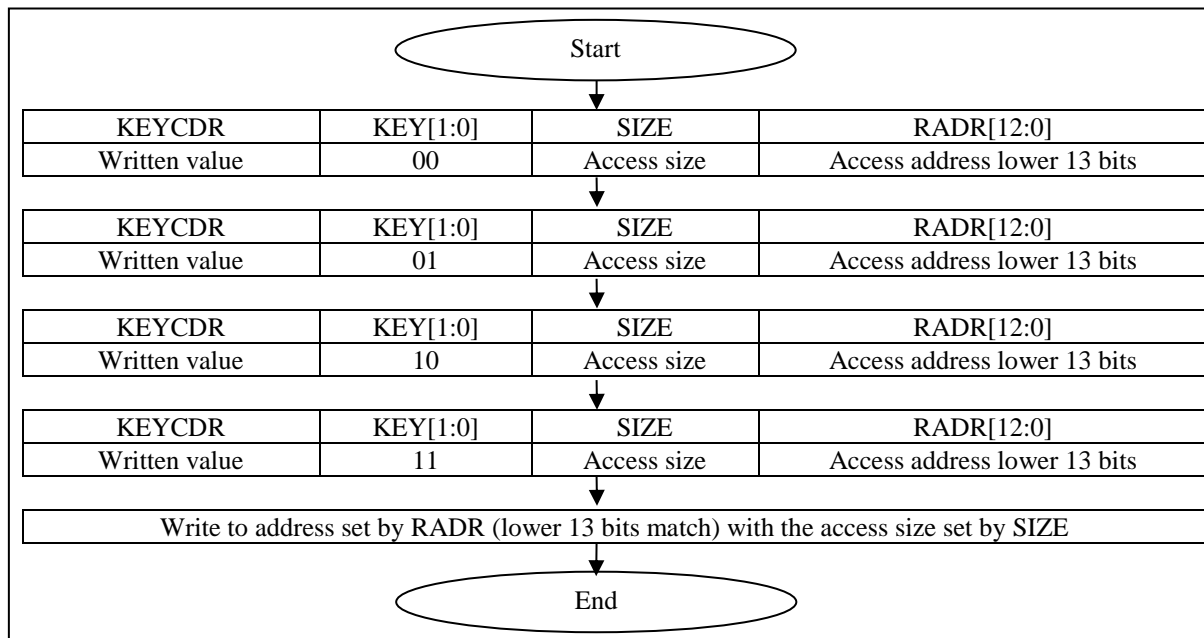 Start
KEYCDR KEY[1:0] SIZE RADR[12:0]
Written value 00 Access size Access address lower 13 bits
KEYCDR KEY[1:0] SIZE RADR[12:0]
Written value 01 Access size Access address lower 13 bits
KEYCDR KEY[1:0] SIZE RADR[12:0]
Written value 10 Access size Access address lower 13 bits
KEYCDR KEY[1:0] SIZE RADR[12:0]
Written value 11 Access size Access address lower 13 bits
Write to address set by RADR (lower 13 bits match) with the access size set by SIZE
End